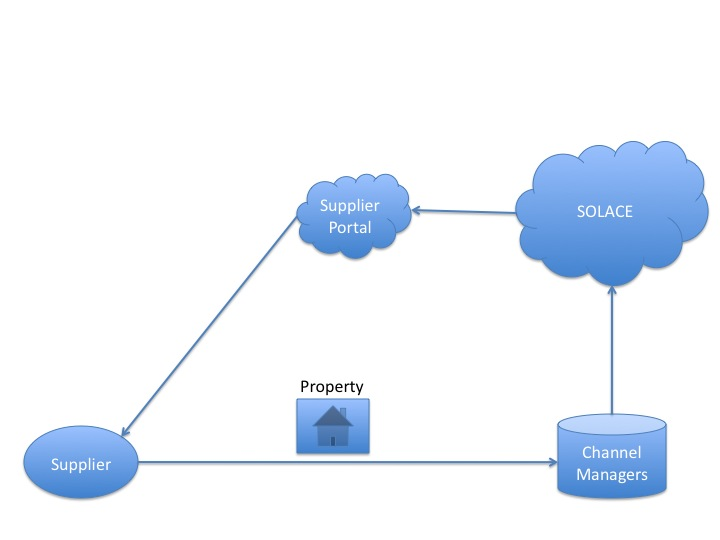 Supplier
Portal
SOLACE
Property
Supplier
Channel
Managers